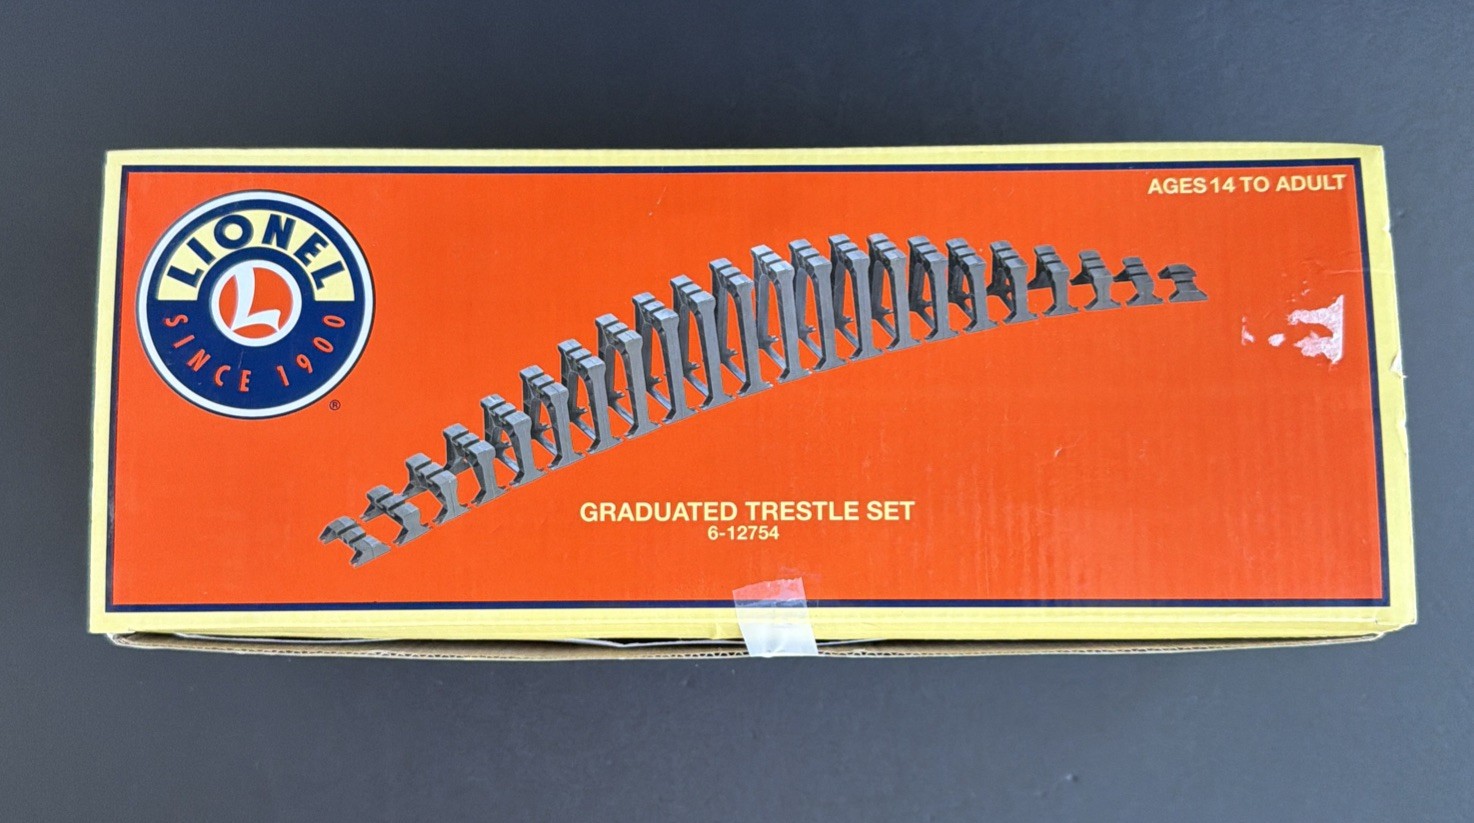 AGES 14 TO ADULT
LIONEL
L
SINCE 1900
®
GRADUATED TRESTLE SET
6-12754